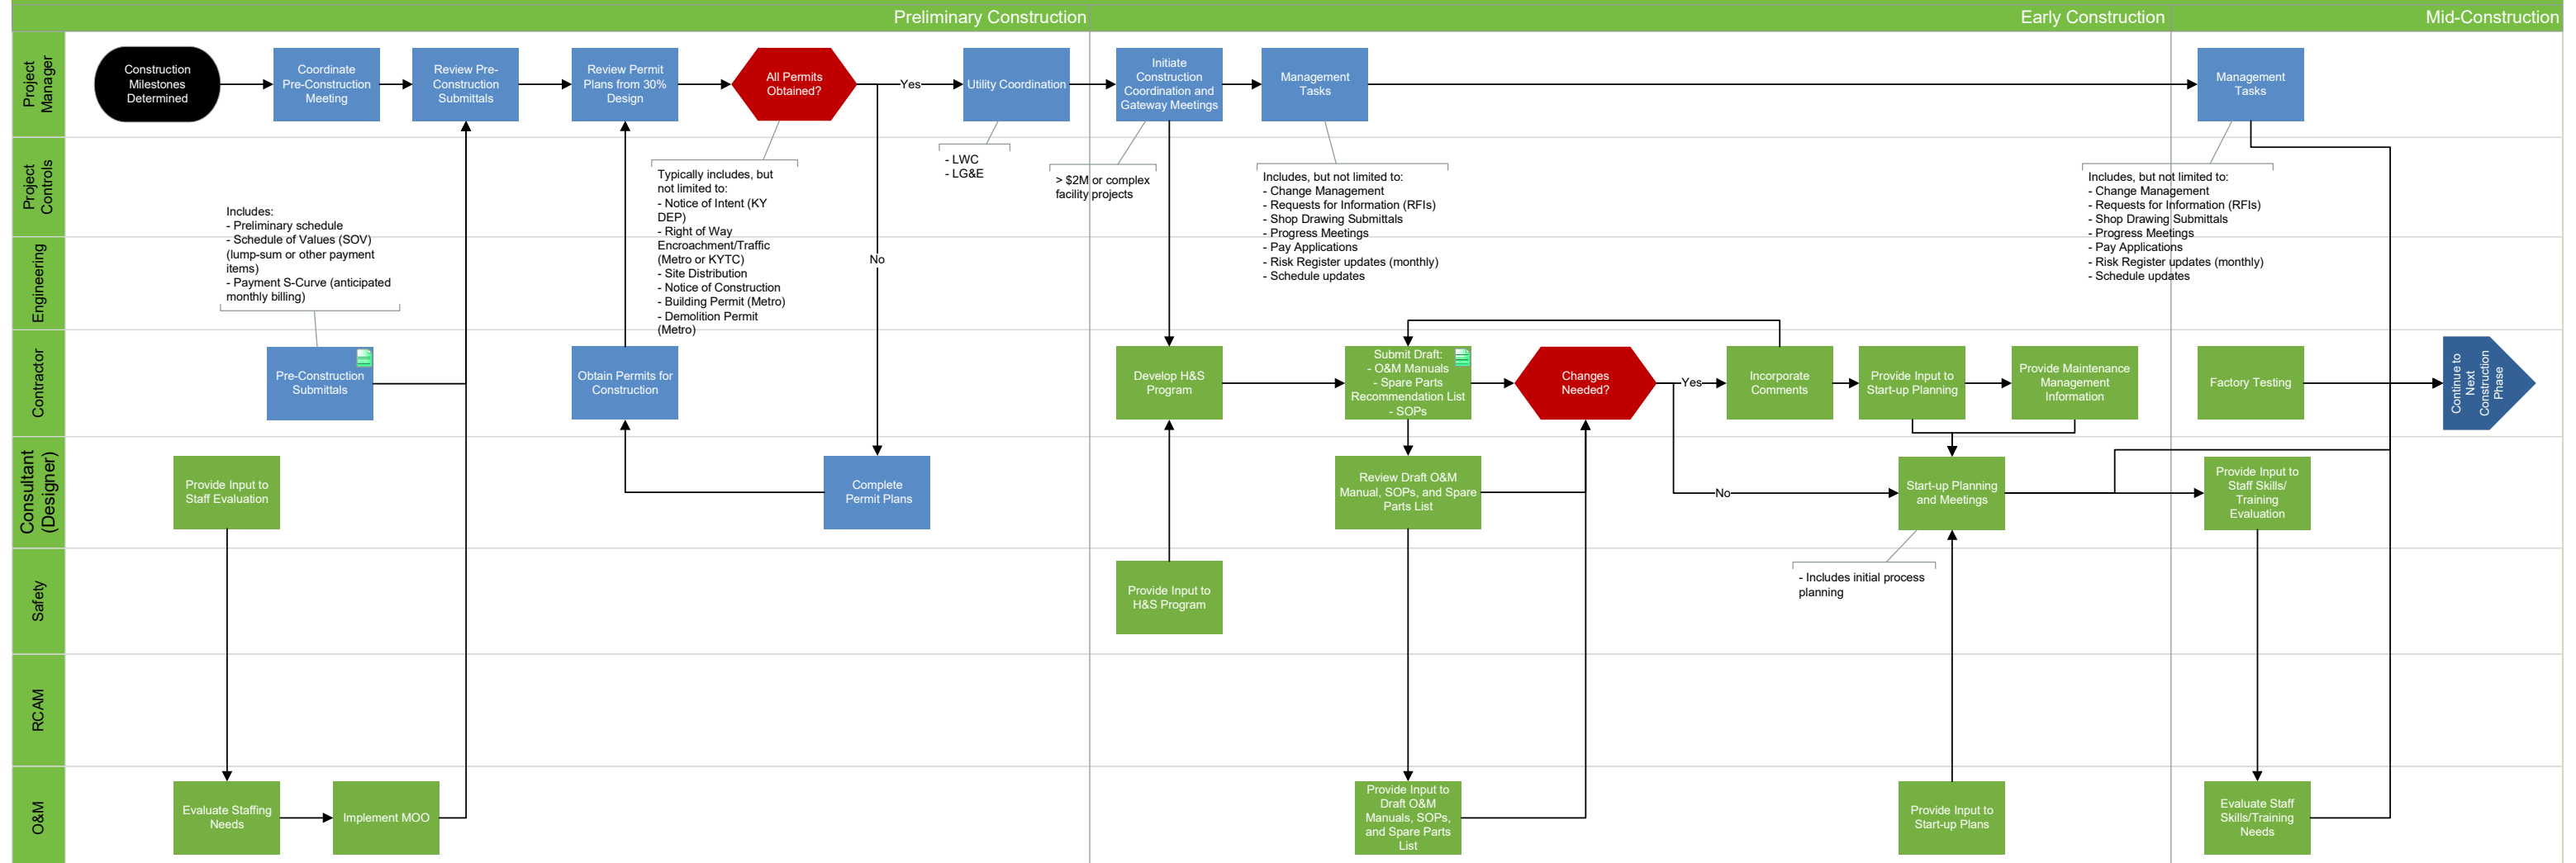 Preliminary Construction
Early Construction
Mid-Construction
Project
Manager
Construction
Milestones
Determined
Coordinate
Pre-Construction
Meeting
Review Pre-
Construction
Submittals
Review Permit
Plans from 30%
Design
All Permits
Obtained?
Yes
Utility Coordination
Initiate
Construction
Coordination and
Gateway Meetings
Management
Tasks
Management
Tasks
Project
Controls
Includes:
- Preliminary schedule
- Schedule of Values (SOV)
(lump-sum or other payment
items)
- Payment S-Curve (anticipated
monthly billing)
Typically includes, but
not limited to:
- Notice of Intent (KY
DEP)
- Right of Way
Encroachment/Traffic
(Metro or KYTC)
- Site Distribution
- Notice of Construction
- Building Permit (Metro)
- Demolition Permit
(Metro)
No
- LWC
- LG&E
> $2M or complex
facility projects
Includes, but not limited to:
- Change Management
- Requests for Information (RFIs)
- Shop Drawing Submittals
- Progress Meetings
- Pay Applications
- Risk Register updates (monthly)
- Schedule updates
Includes, but not limited to:
- Change Management
- Requests for Information (RFIs)
- Shop Drawing Submittals
- Progress Meetings
- Pay Applications
- Risk Register updates (monthly)
- Schedule updates
Engineering
Contractor
Pre-Construction
Submittals
Obtain Permits for
Construction
Develop H&S
Program
Submit Draft:
- O&M Manuals
- Spare Parts
Recommendation List
- SOPs
Changes
Needed?
Yes
Incorporate
Comments
Provide Input to
Start-up Planning
Provide Maintenance
Management
Information
Factory Testing
Continue to
Next
Construction
Phase
Consultant
(Designer)
Provide Input to
Staff Evaluation
Complete
Permit Plans
Review Draft O&M
Manual, SOPs, and Spare
Parts List
No
Start-up Planning
and Meetings
Provide Input to
Staff Skills/
Training
Evaluation
Safety
Provide Input to
H&S Program
- Includes initial process
planning
RCAM
O&M
Evaluate Staffing
Needs
Implement MOO
Provide Input to
Draft O&M
Manuals, SOPs,
and Spare Parts
List
Provide Input to
Start-up Plans
Evaluate Staff
Skills/Training
Needs